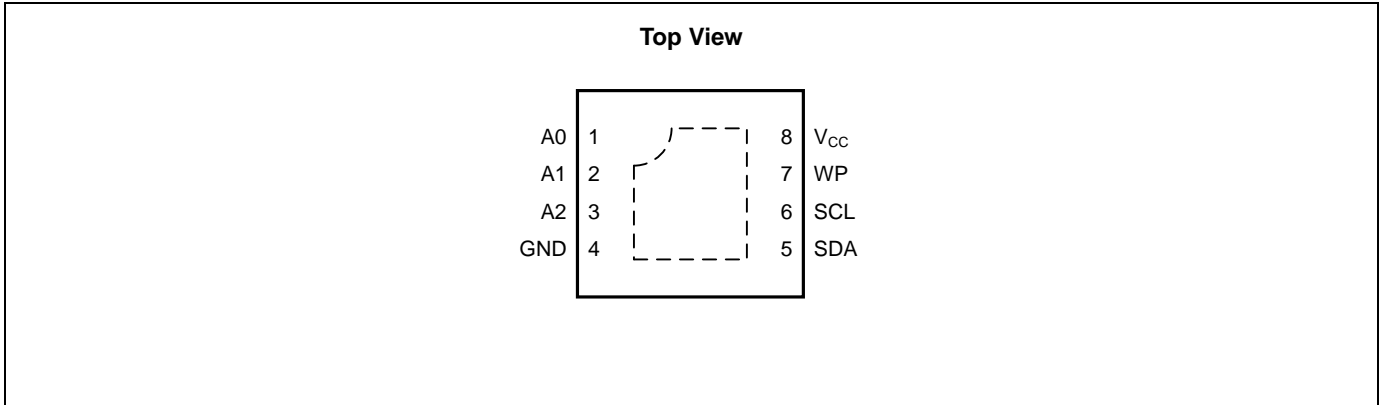 Top View
A0 1 8 VCC
A1 2 7 WP
A2 3 6 SCL
GND 4 5 SDA